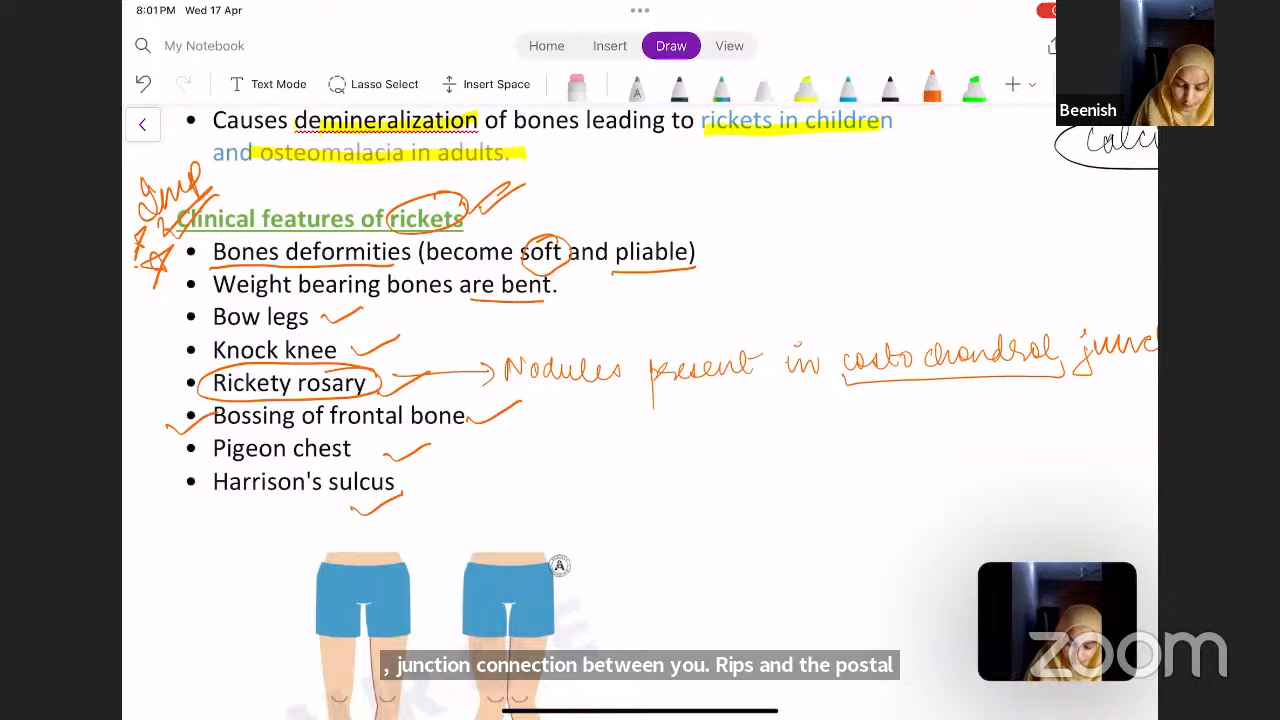 8:01 PM Wed 17 Apr
My Notebook
Home Insert Draw View
Text Mode Lasso Select Insert Space
Beenish
• Causes demineralization of bones leading to rickets in children
and osteomalacia in adults.
Calci
Imp
Clinical features of rickets
• Bones deformities (become soft and pliable)
• Weight bearing bones are bent.
• Bow legs
• Knock knee
• Rickety rosary → Nodules present in costochondral junc
• Bossing of frontal bone
• Pigeon chest
• Harrison's sulcus
A
, junction connection between you. Rips and the postal
zoom